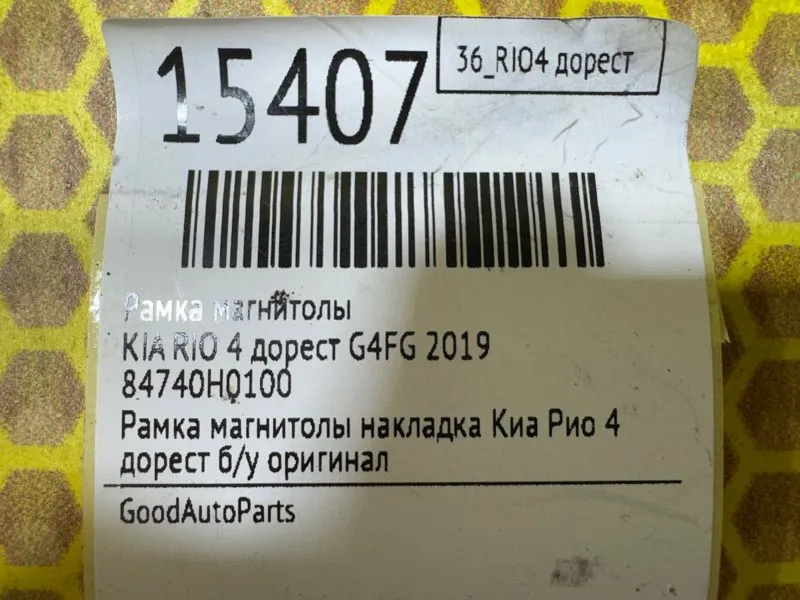 15407
36_RIO4 дорест
Рамка магнитолы
KIA RIO 4 дорест G4FG 2019
84740H0100
Рамка магнитолы накладка Киа Рио 4
дорест б/у оригинал
GoodAutoParts